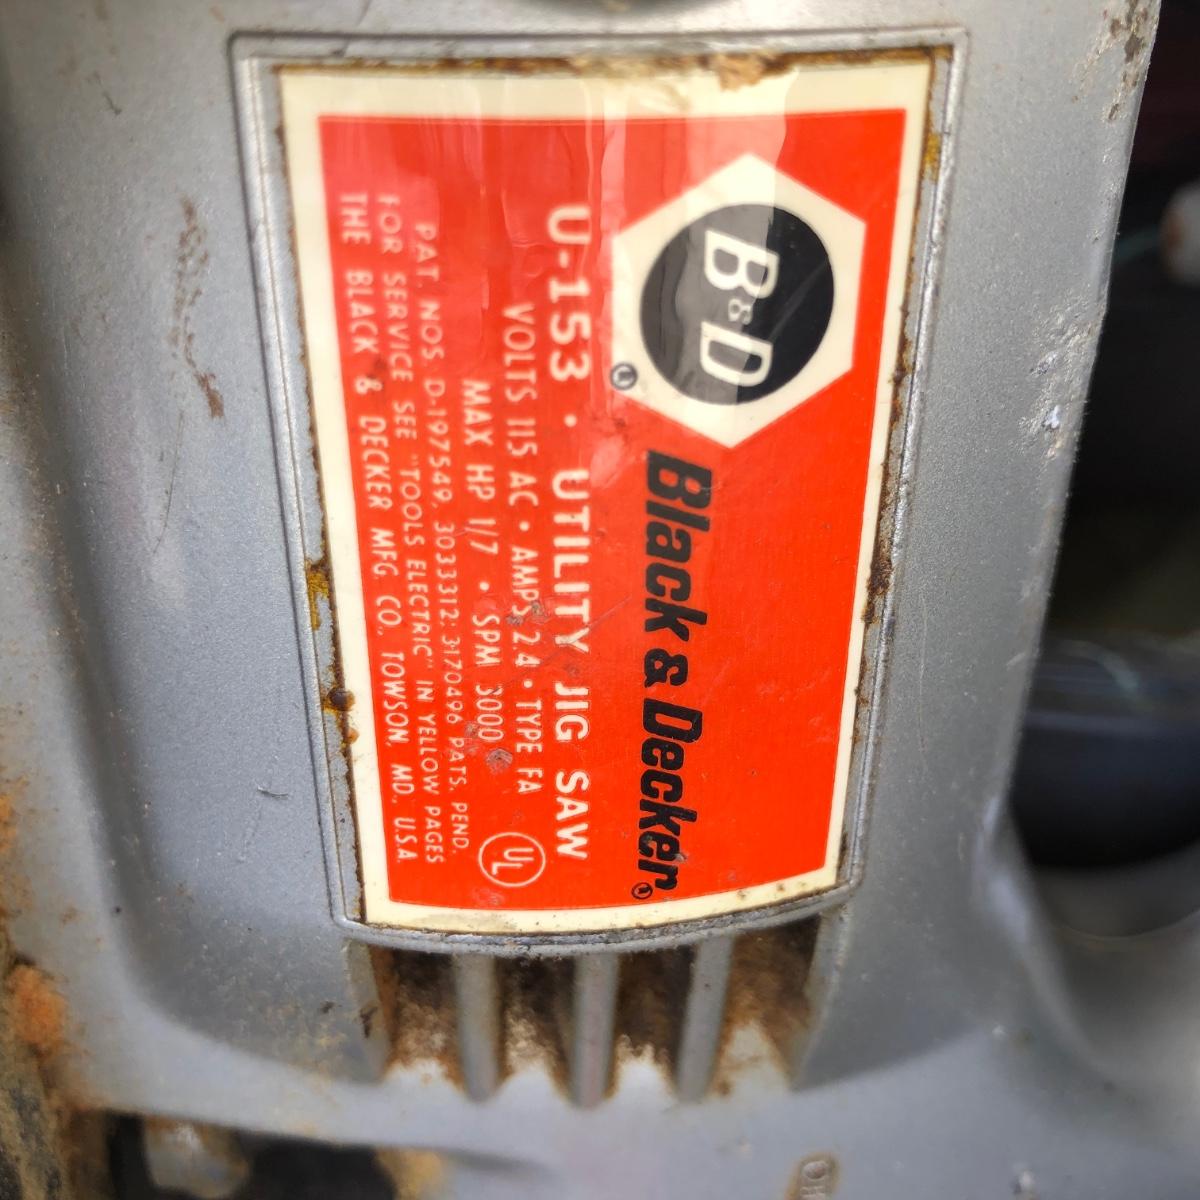 B&D
Black & Decker
U-153 · UTILITY JIG SAW
VOLTS 115 AC · AMPS 2.4 · TYPE FA
MAX HP 1/7 · SPM 3000
UL
PAT. NOS. D-197549, 3033312: 3170496 PATS. PEND.
FOR SERVICE SEE "TOOLS ELECTRIC" IN YELLOW PAGES
THE BLACK & DECKER MFG. CO., TOWSON, MD., U.S.A.